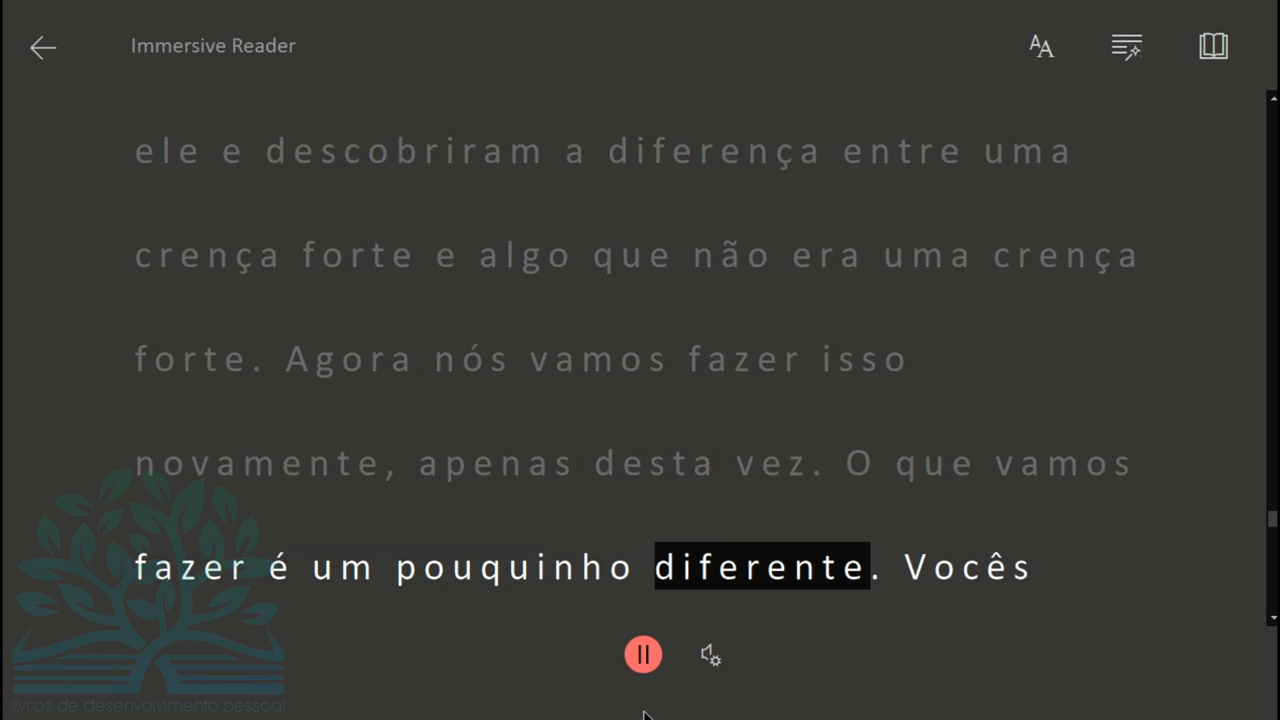 Immersive Reader
ele e descobriram a diferença entre uma
crença forte e algo que não era uma crença
forte. Agora nós vamos fazer isso
novamente, apenas desta vez. O que vamos
fazer é um pouquinho diferente. Vocês
livros de desenvolvimento pessoal